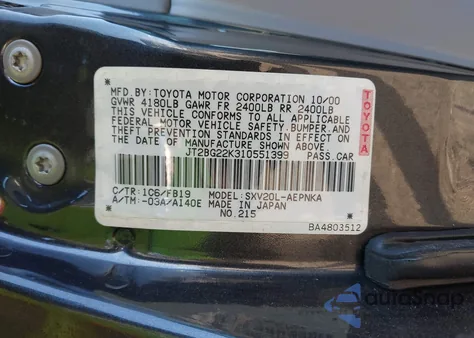 MFD.BY:TOYOTA MOTOR CORPORATION 10/00
GVWR 4180LB GAWR FR 2400LB RR 2400LB
THIS VEHICLE CONFORMS TO ALL APPLICABLE
FEDERAL MOTOR VEHICLE SAFETY,BUMPER,AND
THEFT PREVENTION STANDARDS IN EFFECT ON
THE DATE OF MANUFACTURE SHOWN ABOVE.
JT2BG22K310551399 PASS.CAR
TOYOTA
C/TR:1C6/FB19 MODEL:SXV20L-AEPNKA
A/TM:-03A/A140E MADE IN JAPAN
NO.215
BA4803512
autoSnap